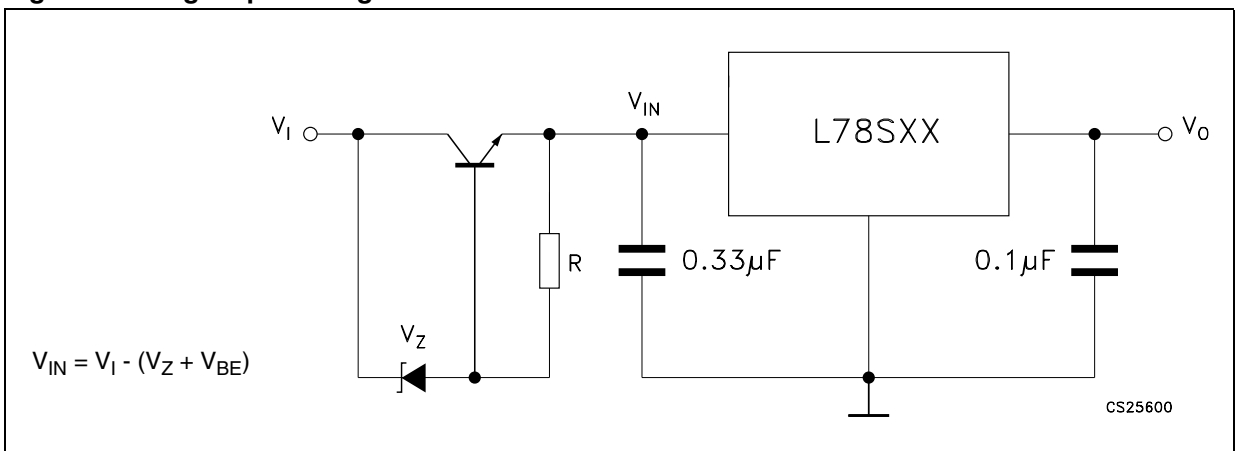 V_IN
V_I
L78SXX
V_O
R
0.33µF
0.1µF
V_Z
V_IN = V_I - (V_Z + V_BE)
CS25600